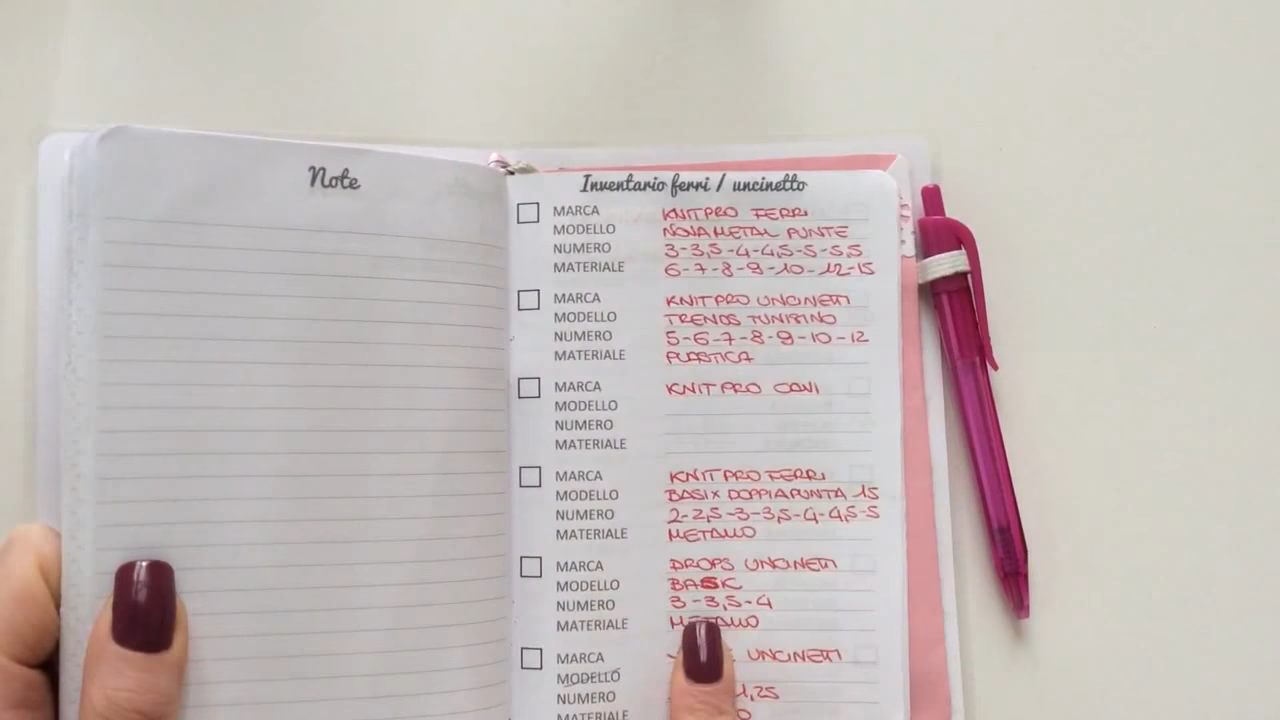 Note
Inventario ferri / uncinetto
MARCA KNITPRO FERRI
MODELLO NOVA METAL PUNTE
NUMERO 3-3,5-4-4,5-5-5,5
MATERIALE 6-7-8-9-10-12-15
MARCA KNITPRO UNCINETTI
MODELLO TRENDS TUNISINO
NUMERO 5-6-7-8-9-10-12
MATERIALE PLASTICA
MARCA KNITPRO CAVI
MODELLO
NUMERO
MATERIALE
MARCA KNITPRO FERRI
MODELLO BASIX DOPPIA PUNTA 15
NUMERO 2-2,5-3-3,5-4-4,5-5
MATERIALE METALLO
MARCA DROPS UNCINETTI
MODELLO BASIC
NUMERO 3-3,5-4
MATERIALE METALLO
MARCA UNCINETTI
MODELLO
NUMERO 1,25
MATERIALE